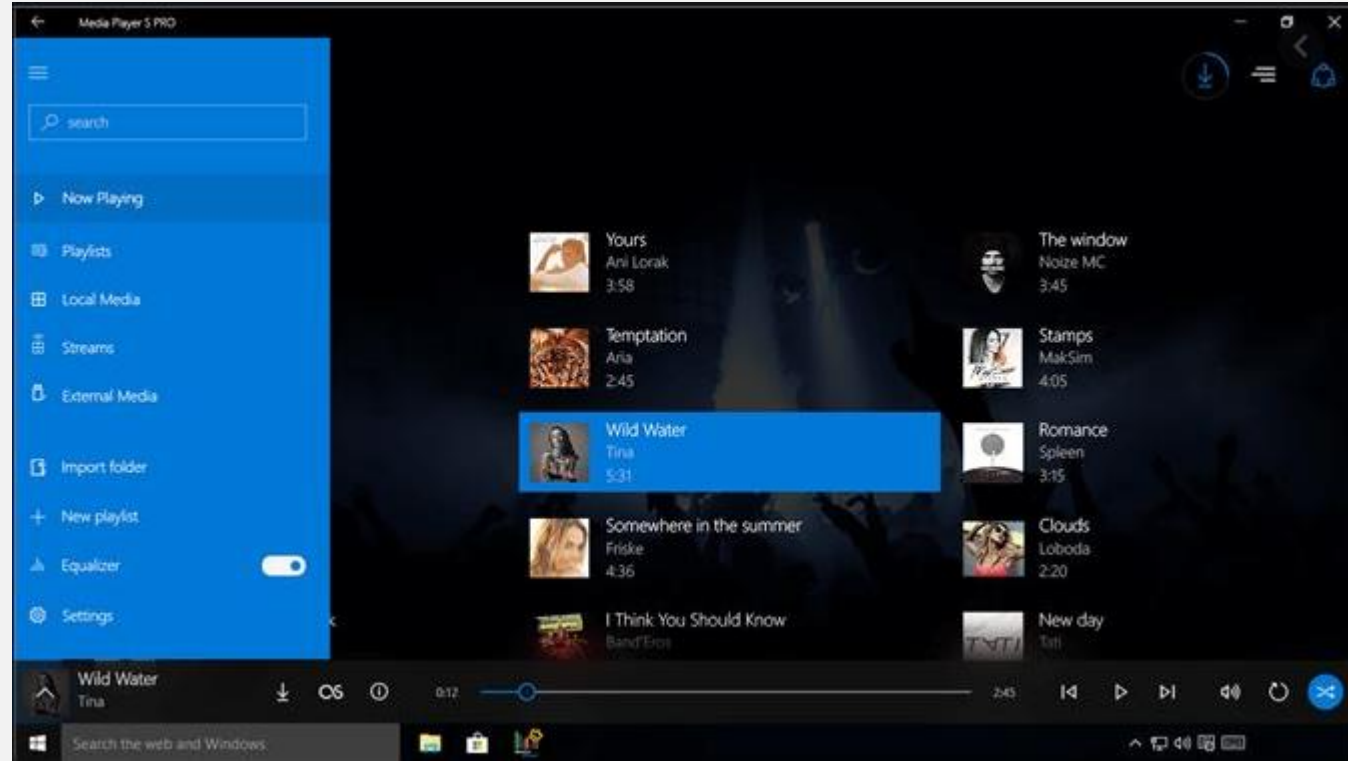 Media Player S PRO
search
Now Playing
Playlists
Local Media
Streams
External Media
Import folder
New playlist
Equalizer
Settings
Yours
Ani Lorak
3:58
Temptation
Aria
2:45
Wild Water
Tina
5:31
Somewhere in the summer
Friske
4:36
I Think You Should Know
Band'Eros
The window
Noize MC
3:45
Stamps
MakSim
4:05
Romance
Spleen
3:15
Clouds
Loboda
2:20
New day
Tati
Wild Water
Tina
0:12
2:45
Search the web and Windows